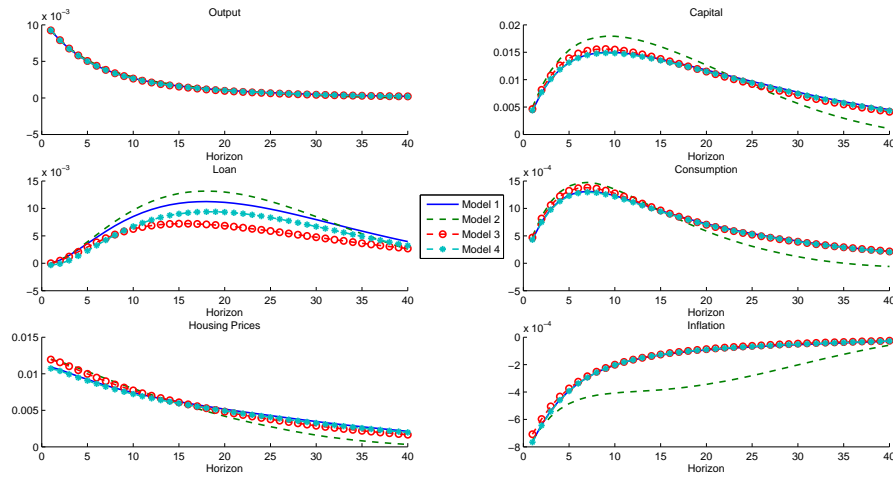 Output
x 10⁻³
10
5
0
−5
0 5 10 15 20 25 30 35 40
Horizon
Capital
0.02
0.015
0.01
0.005
0
0 5 10 15 20 25 30 35 40
Horizon
Loan
x 10⁻³
15
10
5
0
−5
0 5 10 15 20 25 30 35 40
Horizon
Model 1
Model 2
Model 3
Model 4
Consumption
x 10⁻⁴
15
10
5
0
−5
0 5 10 15 20 25 30 35 40
Horizon
Housing Prices
0.015
0.01
0.005
0
0 5 10 15 20 25 30 35 40
Horizon
Inflation
x 10⁻⁴
0
−2
−4
−6
−8
0 5 10 15 20 25 30 35 40
Horizon